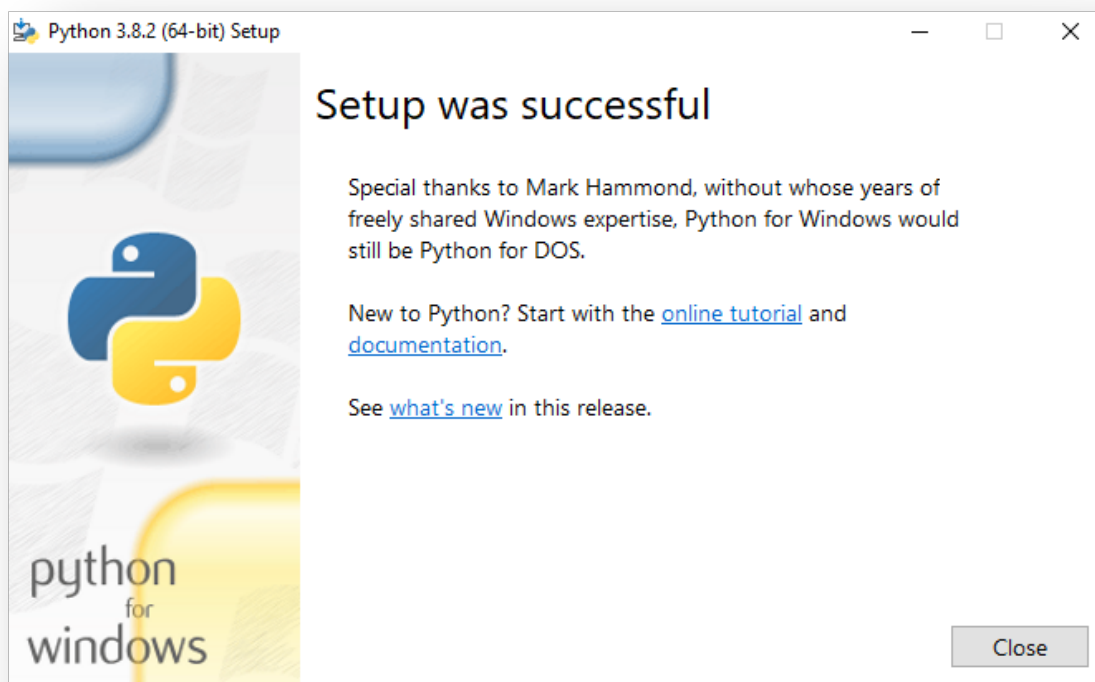 Python 3.8.2 (64-bit) Setup
Setup was successful
Special thanks to Mark Hammond, without whose years of
freely shared Windows expertise, Python for Windows would
still be Python for DOS.
New to Python? Start with the online tutorial and
documentation.
See what's new in this release.
python
for
windows
Close